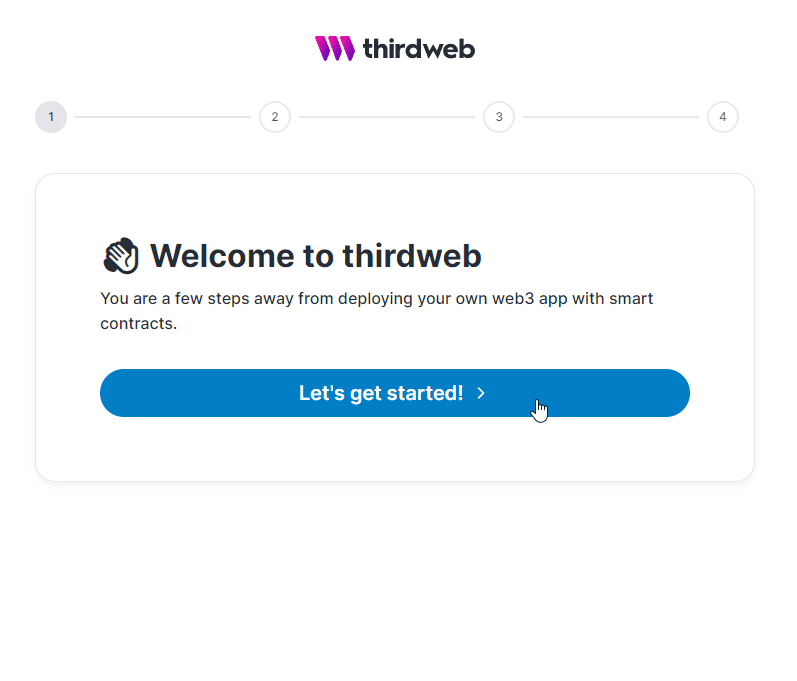 thirdweb
1 2 3 4
Welcome to thirdweb
You are a few steps away from deploying your own web3 app with smart
contracts.
Let's get started!